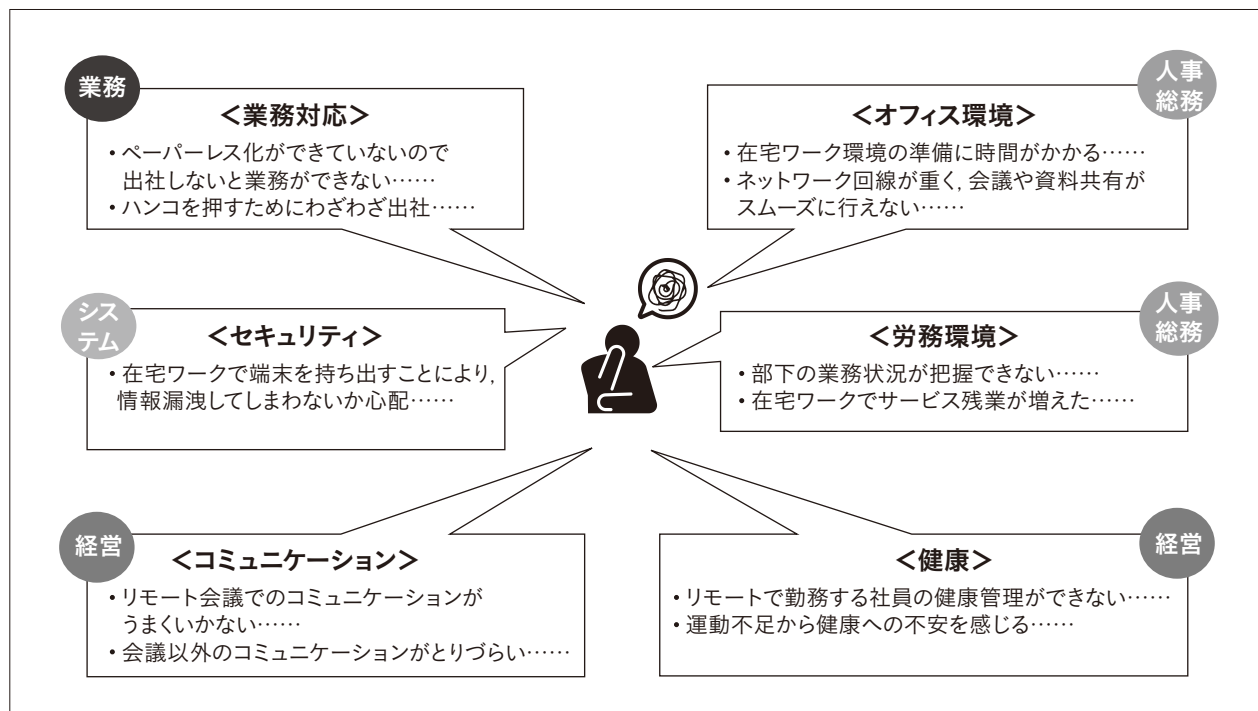 業務
＜業務対応＞
・ペーパーレス化ができていないので
出社しないと業務ができない……
・ハンコを押すためにわざわざ出社……
人事
総務
＜オフィス環境＞
・在宅ワーク環境の準備に時間がかかる……
・ネットワーク回線が重く，会議や資料共有が
スムーズに行えない……
シス
テム
＜セキュリティ＞
・在宅ワークで端末を持ち出すことにより，
情報漏洩してしまわないか心配……
人事
総務
＜労務環境＞
・部下の業務状況が把握できない……
・在宅ワークでサービス残業が増えた……
経営
＜コミュニケーション＞
・リモート会議でのコミュニケーションが
うまくいかない……
・会議以外のコミュニケーションがとりづらい……
経営
＜健康＞
・リモートで勤務する社員の健康管理ができない……
・運動不足から健康への不安を感じる……